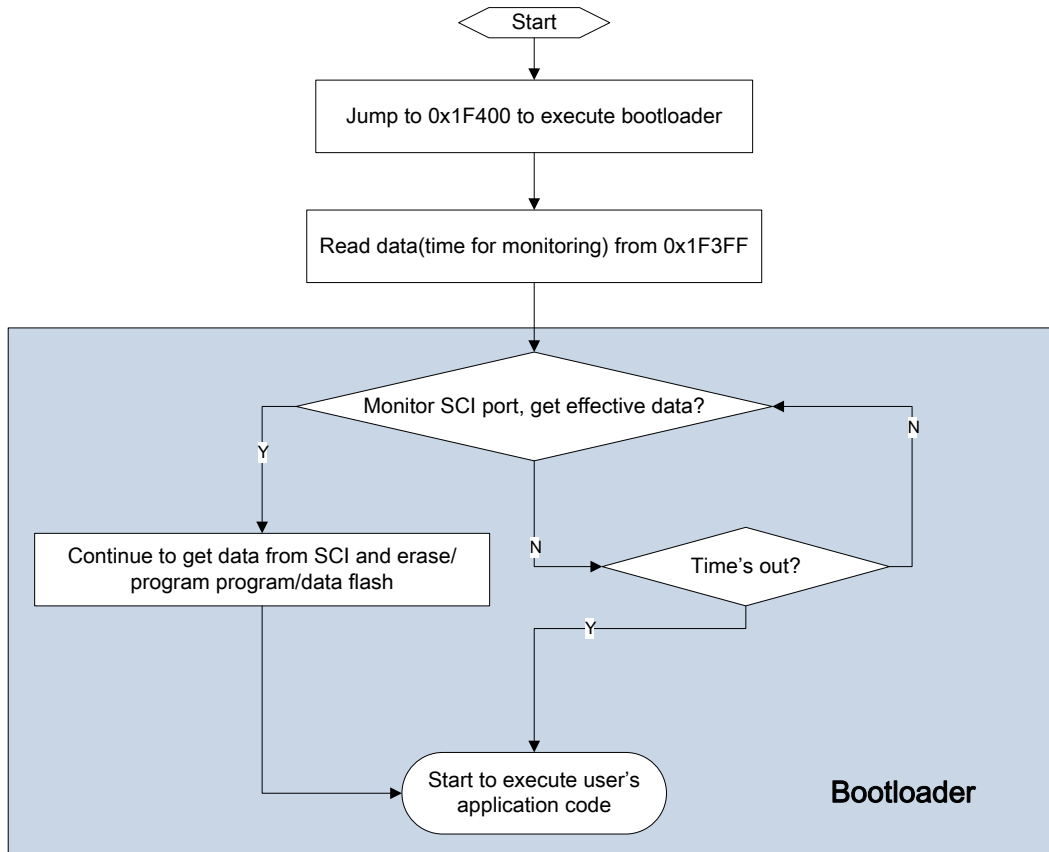 Start
Jump to 0x1F400 to execute bootloader
Read data(time for monitoring) from 0x1F3FF
Monitor SCI port, get effective data?
N
Y
Continue to get data from SCI and erase/
program program/data flash
N
Time's out?
Y
Start to execute user's
application code
Bootloader